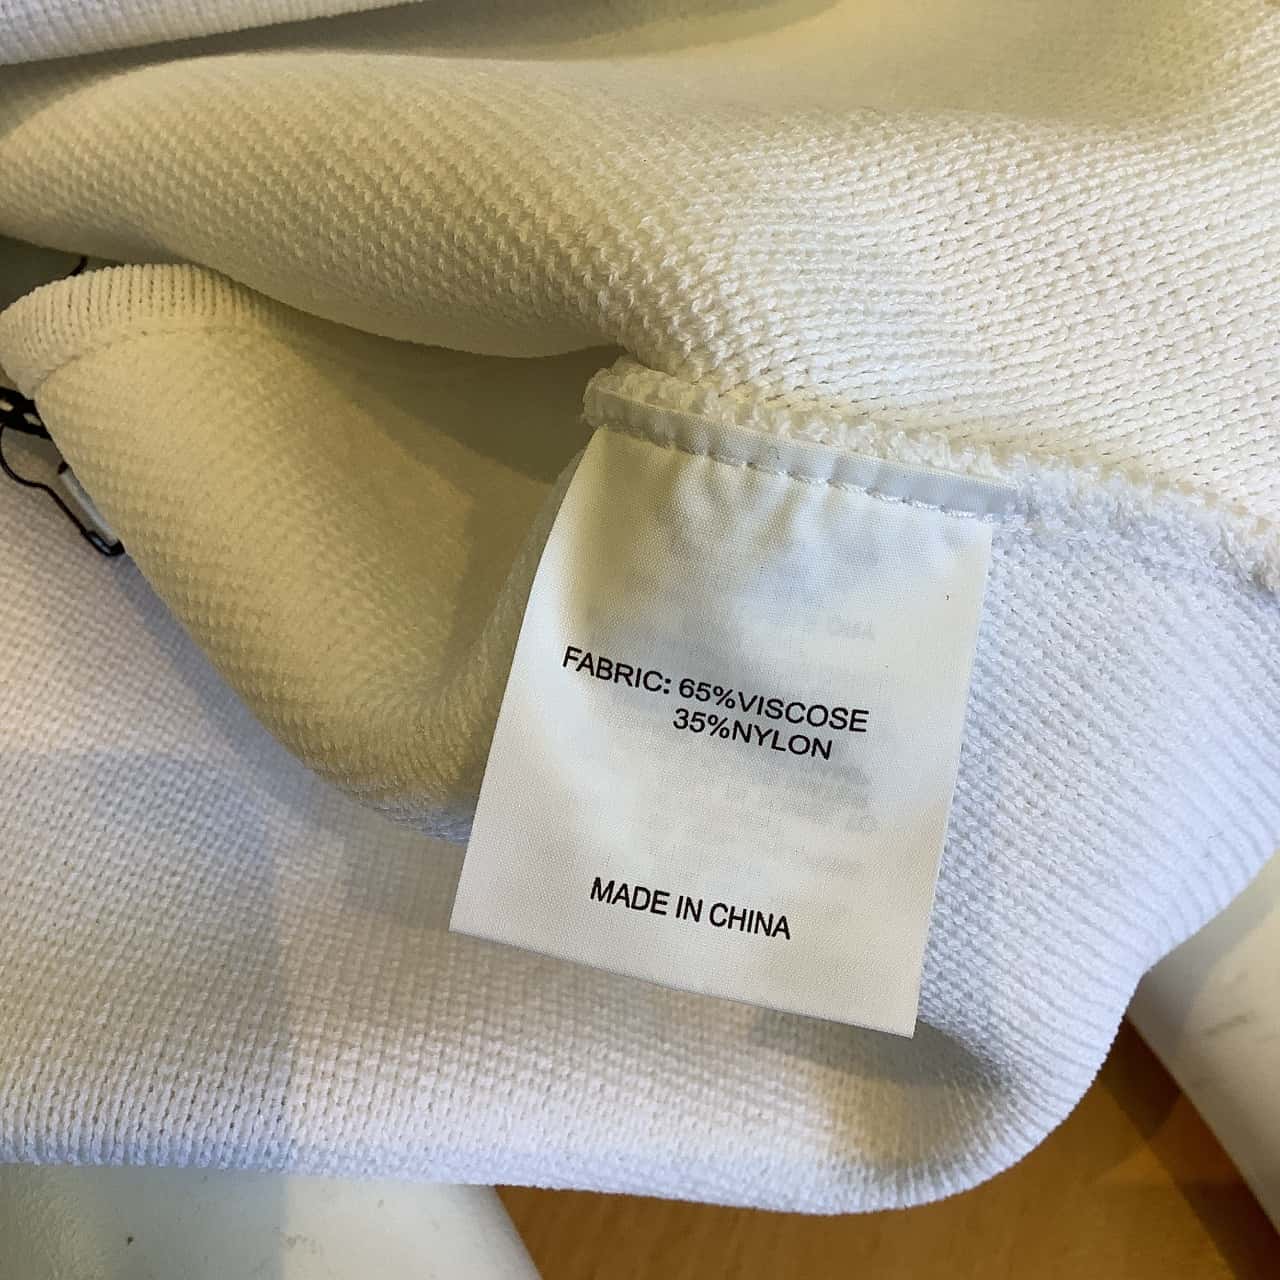 FABRIC: 65%VISCOSE
35%NYLON
MADE IN CHINA